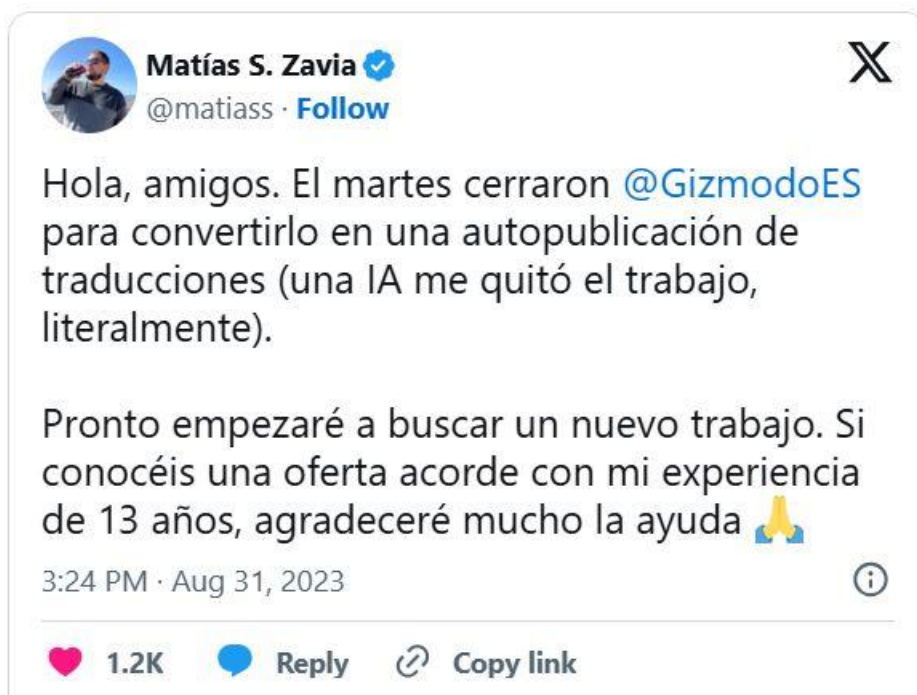 Matías S. Zavia
@matiass · Follow
Hola, amigos. El martes cerraron @GizmodoES
para convertirlo en una autopublicación de
traducciones (una IA me quitó el trabajo,
literalmente).
Pronto empezaré a buscar un nuevo trabajo. Si
conocéis una oferta acorde con mi experiencia
de 13 años, agradeceré mucho la ayuda 🙏
3:24 PM · Aug 31, 2023
1.2K Reply Copy link